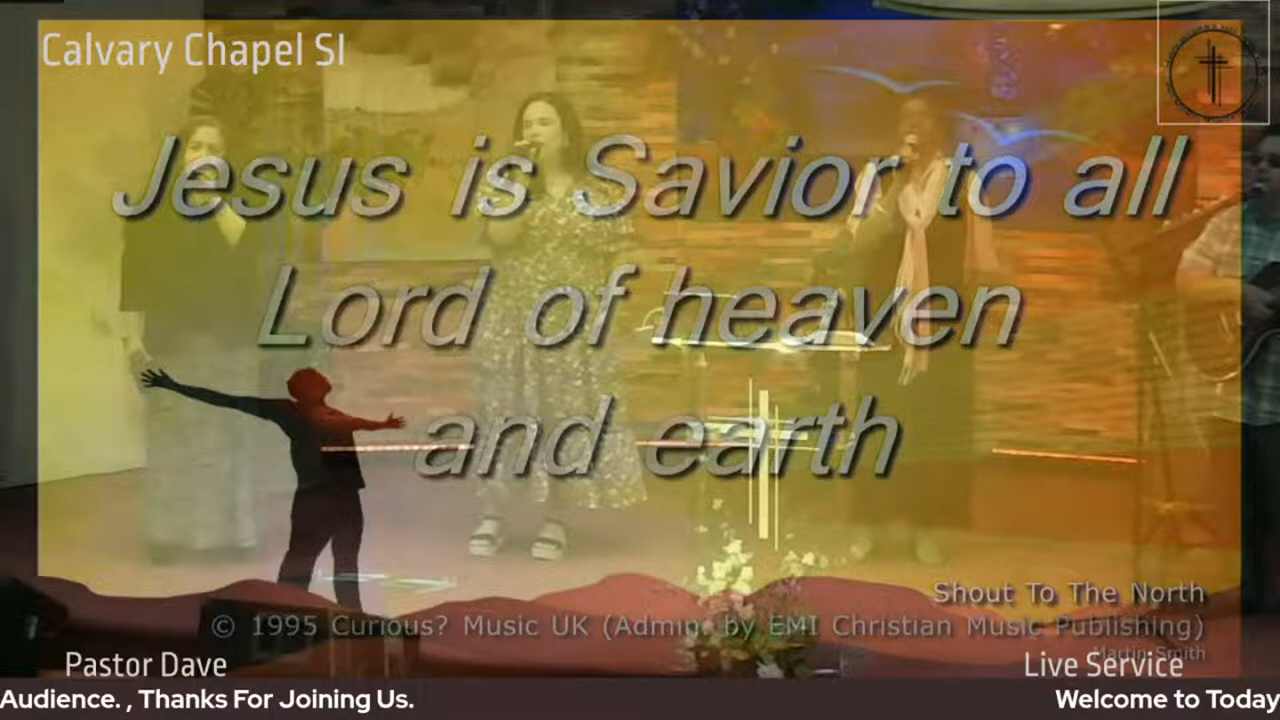 Calvary Chapel SI
Jesus is Savior to all
Lord of heaven
and earth
Shout To The North
© 1995 Curious? Music UK (Admin. by EMI Christian Music Publishing)
Martin Smith
Pastor Dave
Live Service
Audience. , Thanks For Joining Us.
Welcome to Today